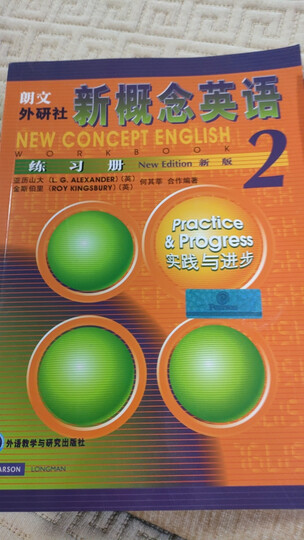 朗文
外研社
新概念英语
NEW CONCEPT ENGLISH
WORKBOOK
练习册 New Edition 新版
2
亚历山大 (L. G. ALEXANDER) (英) 何其莘 合作编著
金斯伯里 (ROY KINGSBURY) (英)
Practice
& Progress
实践与进步
外语教学与研究出版社
PEARSON LONGMAN